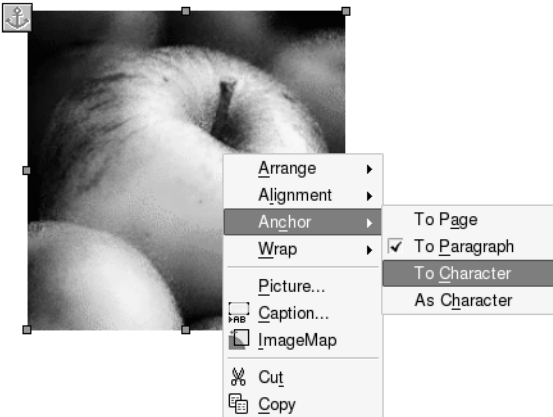 Arrange
Alignment
Anchor
Wrap
Picture...
Caption...
ImageMap
Cut
Copy
To Page
To Paragraph
To Character
As Character